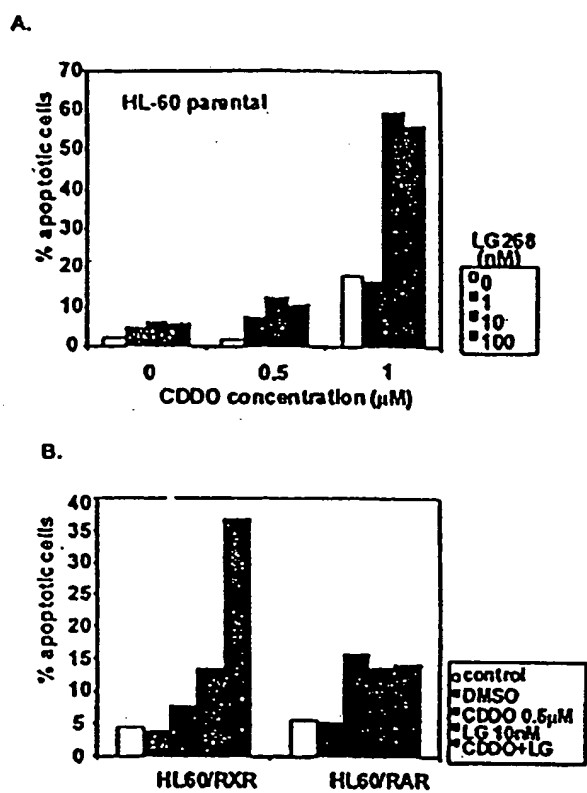 A.
70
60
50
40
30
20
10
0
% apoptotic cells
HL-60 parental
LG268
(nM)
0
1
10
100
0 0.5 1
CDDO concentration (µM)
B.
40
35
30
25
20
15
10
5
0
% apoptotic cells
control
DMSO
CDDO 0.5µM
LG 10nM
CDDO+LG
HL60/RXR HL60/RAR